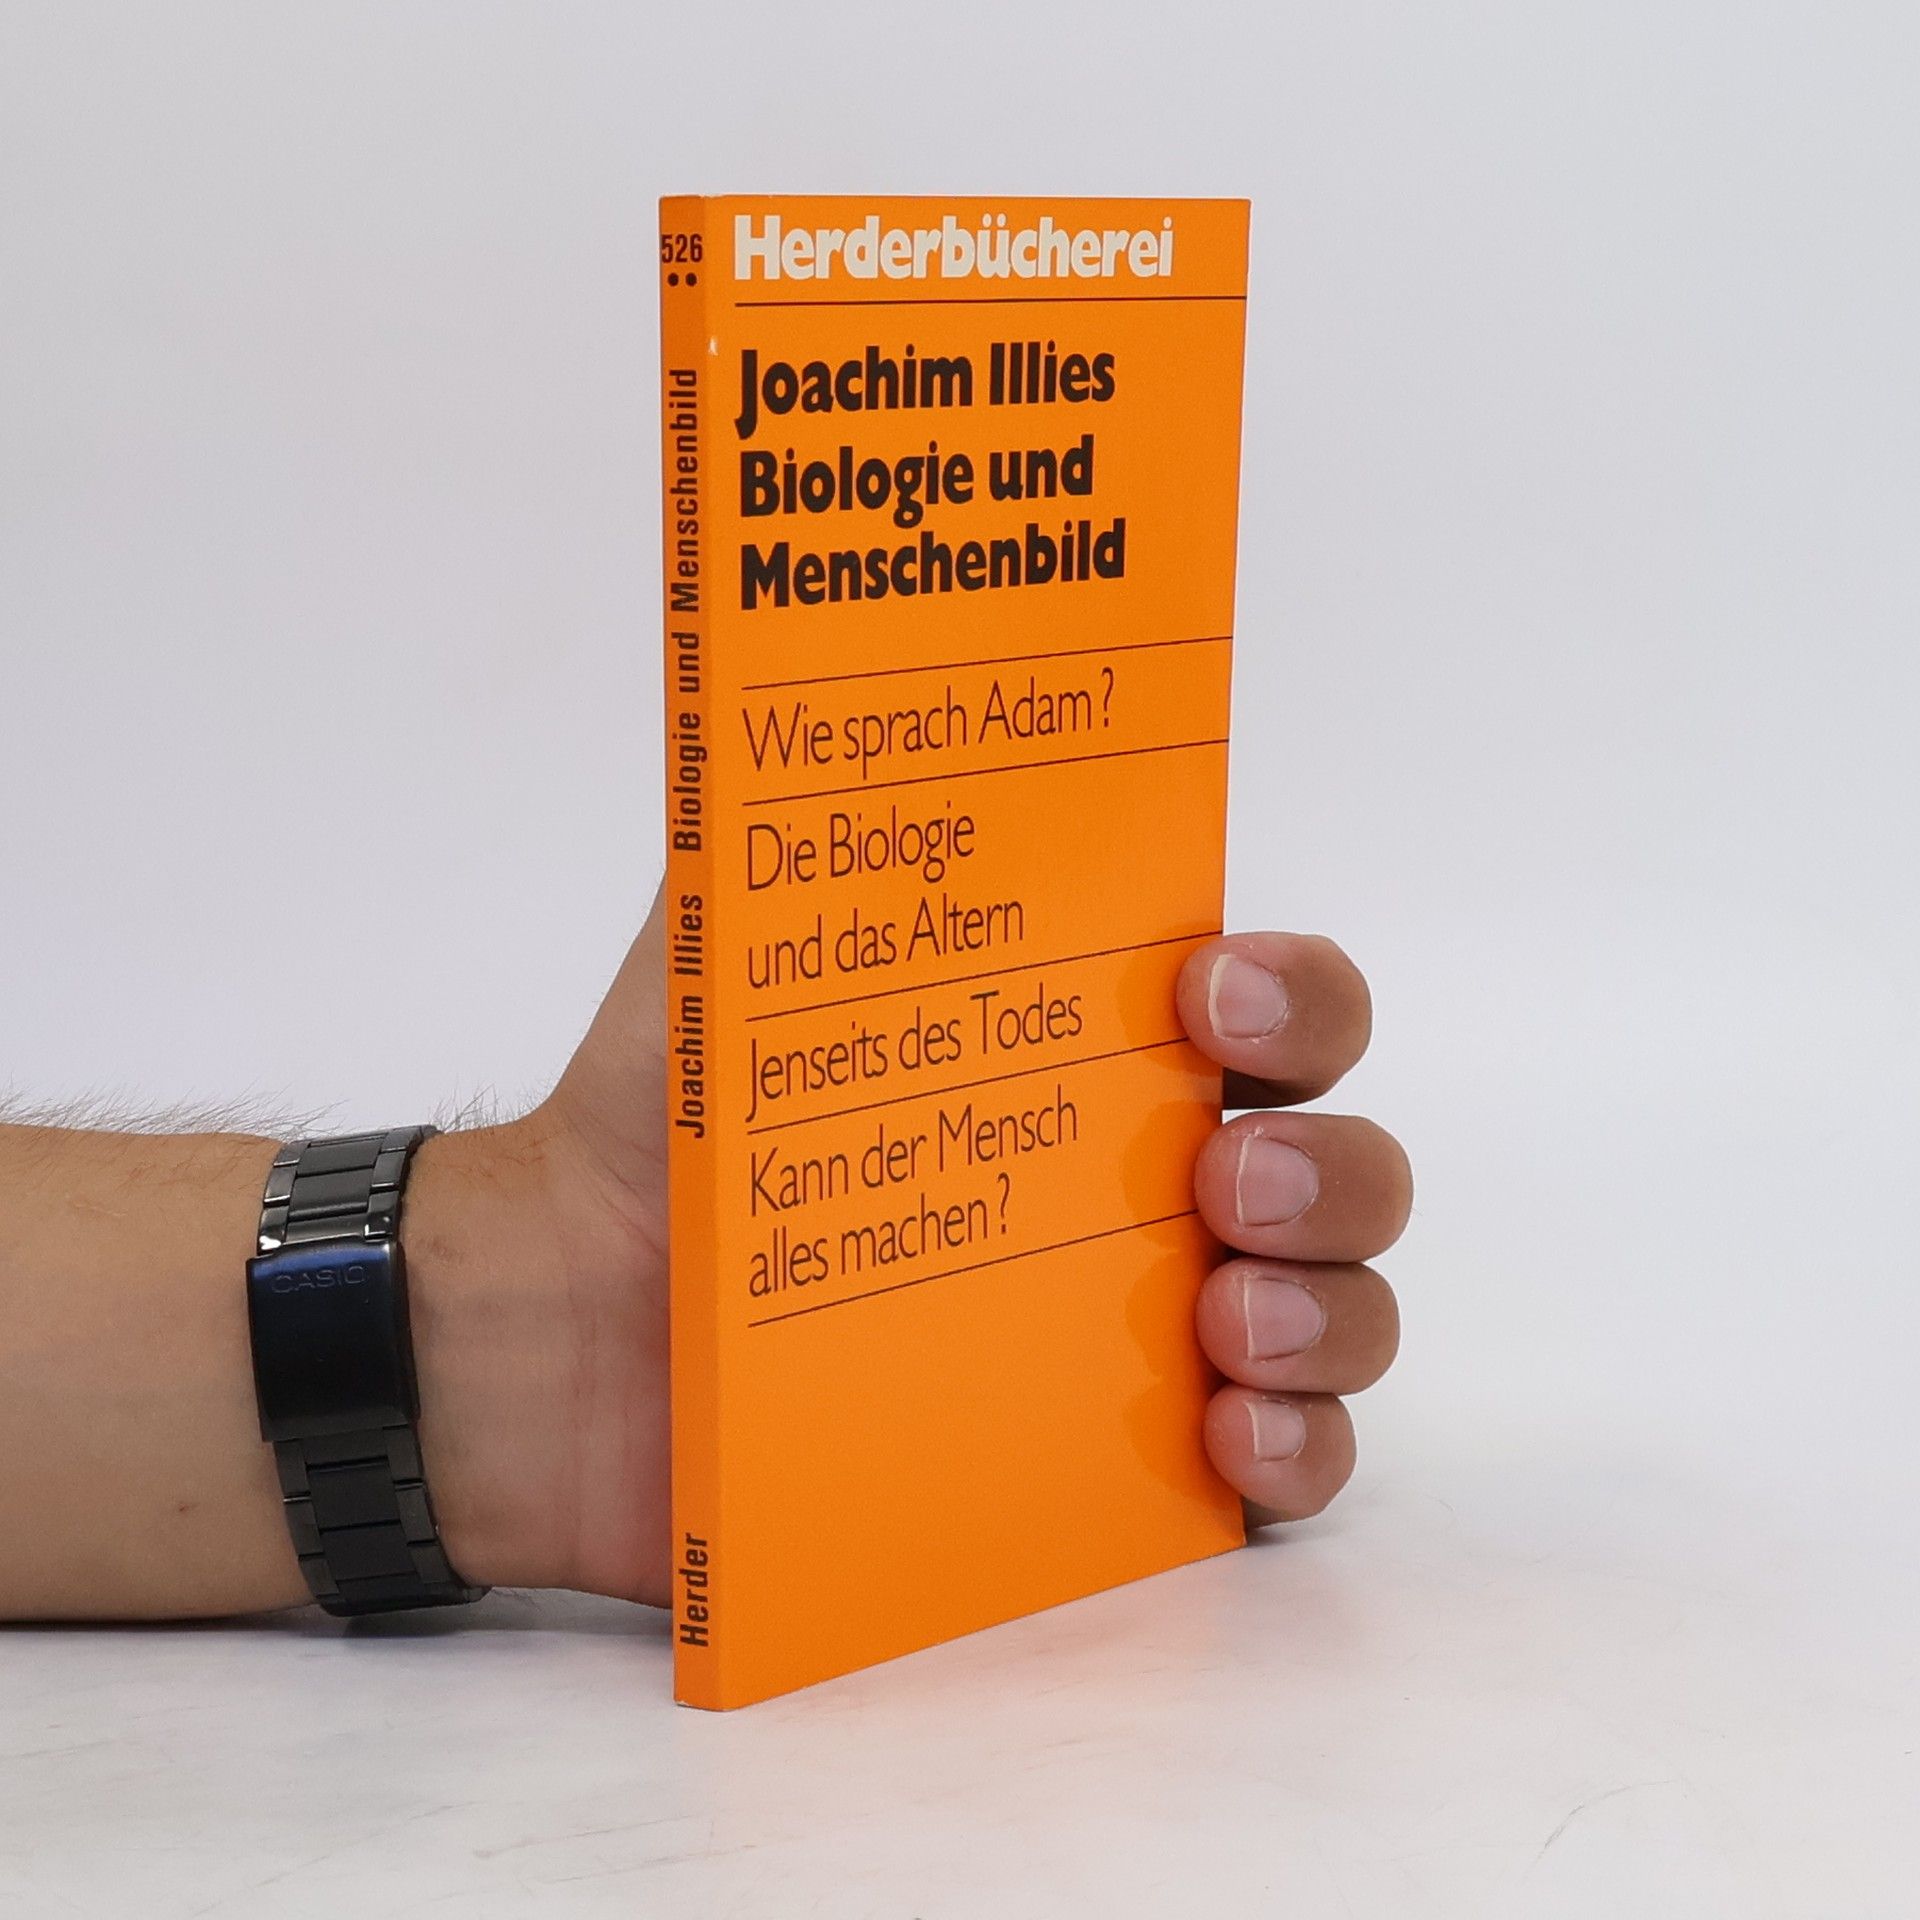 526
Joachim Illies Biologie und Menschenbild
Herder
Herderbücherei
Joachim Illies
Biologie und
Menschenbild
Wie sprach Adam?
Die Biologie
und das Altern
Jenseits des Todes
Kann der Mensch
alles machen?
CASIO